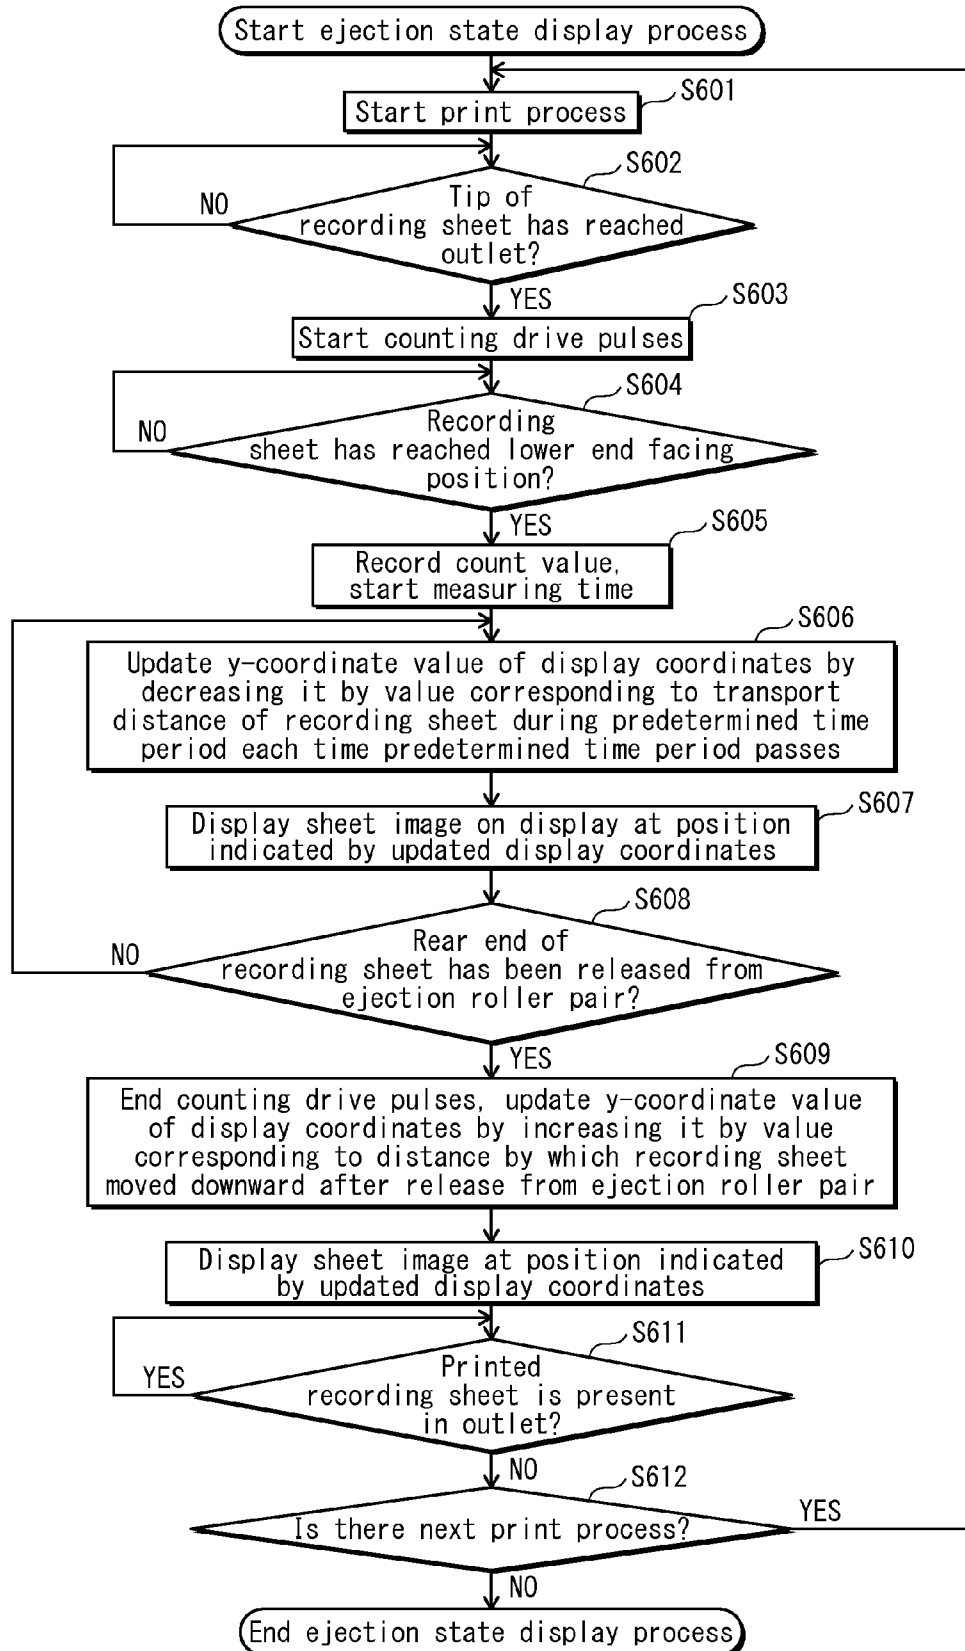 Start ejection state display process
S601
Start print process
S602
Tip of
recording sheet has reached
outlet?
NO
YES
S603
Start counting drive pulses
S604
Recording
sheet has reached lower end facing
position?
NO
YES
S605
Record count value,
start measuring time
S606
Update y-coordinate value of display coordinates by
decreasing it by value corresponding to transport
distance of recording sheet during predetermined time
period each time predetermined time period passes
S607
Display sheet image on display at position
indicated by updated display coordinates
S608
Rear end of
recording sheet has been released from
ejection roller pair?
NO
YES
S609
End counting drive pulses, update y-coordinate value
of display coordinates by increasing it by value
corresponding to distance by which recording sheet
moved downward after release from ejection roller pair
S610
Display sheet image at position indicated
by updated display coordinates
S611
Printed
recording sheet is present
in outlet?
YES
NO
S612
Is there next print process?
YES
NO
End ejection state display process